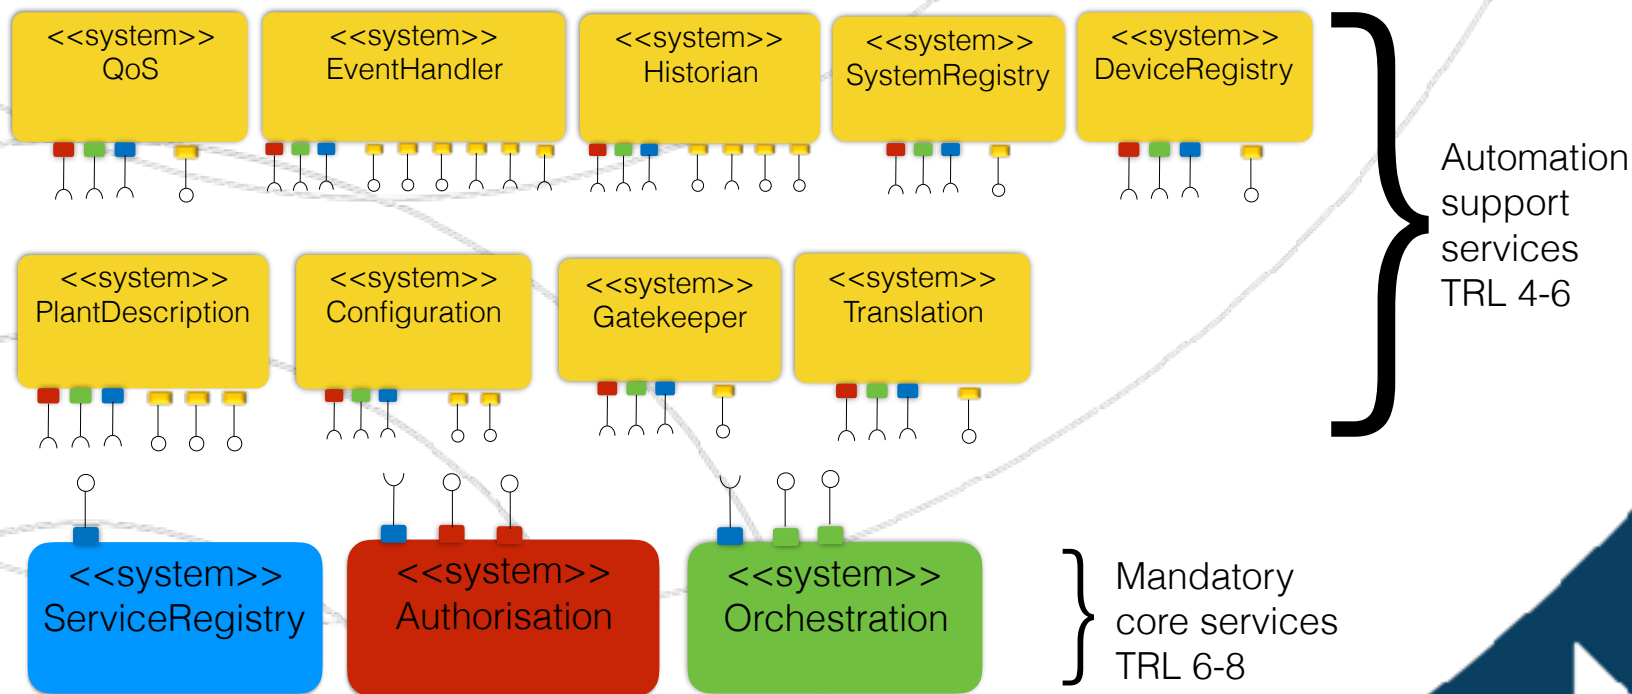 <<system>>
QoS
<<system>>
EventHandler
<<system>>
Historian
<<system>>
SystemRegistry
<<system>>
DeviceRegistry
Automation
support
services
TRL 4-6
<<system>>
PlantDescription
<<system>>
Configuration
<<system>>
Gatekeeper
<<system>>
Translation
<<system>>
ServiceRegistry
<<system>>
Authorisation
<<system>>
Orchestration
Mandatory
core services
TRL 6-8